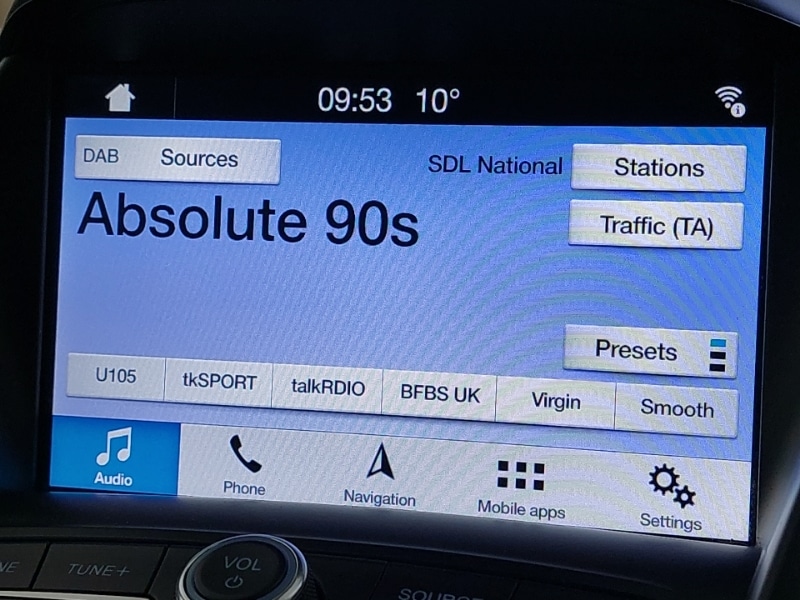 09:53 10°
DAB Sources
SDL National
Stations
Absolute 90s
Traffic (TA)
Presets
U105 tkSPORT talkRDIO BFBS UK Virgin Smooth
Audio Phone Navigation Mobile apps Settings
TUNE+
VOL